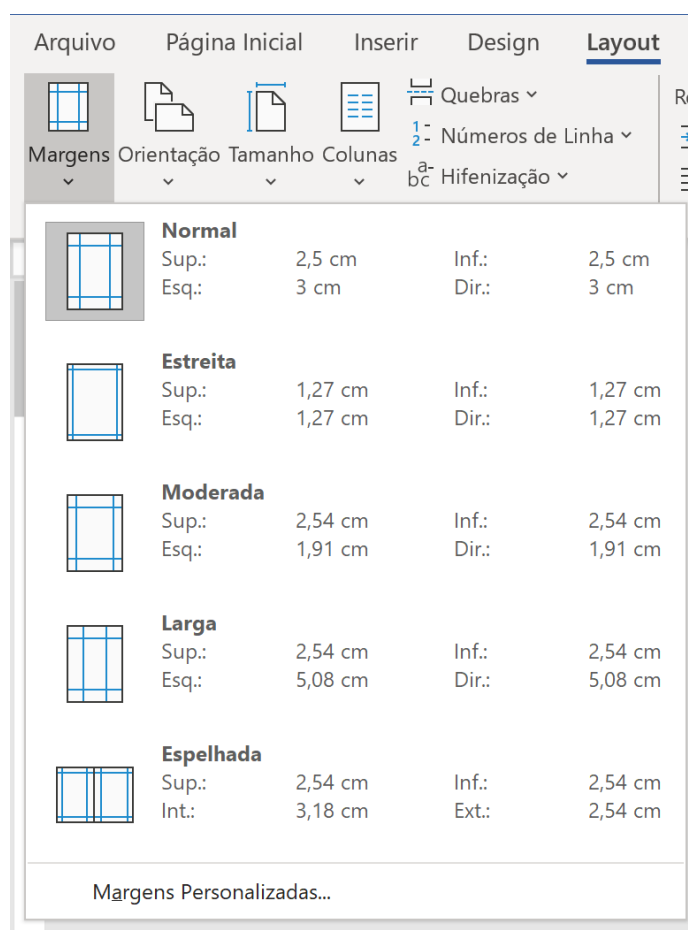 Arquivo Página Inicial Inserir Design Layout
Quebras
Números de Linha
Margens Orientação Tamanho Colunas
Hifenização
Normal
Sup.: 2,5 cm Inf.: 2,5 cm
Esq.: 3 cm Dir.: 3 cm
Estreita
Sup.: 1,27 cm Inf.: 1,27 cm
Esq.: 1,27 cm Dir.: 1,27 cm
Moderada
Sup.: 2,54 cm Inf.: 2,54 cm
Esq.: 1,91 cm Dir.: 1,91 cm
Larga
Sup.: 2,54 cm Inf.: 2,54 cm
Esq.: 5,08 cm Dir.: 5,08 cm
Espelhada
Sup.: 2,54 cm Inf.: 2,54 cm
Int.: 3,18 cm Ext.: 2,54 cm
Margens Personalizadas...